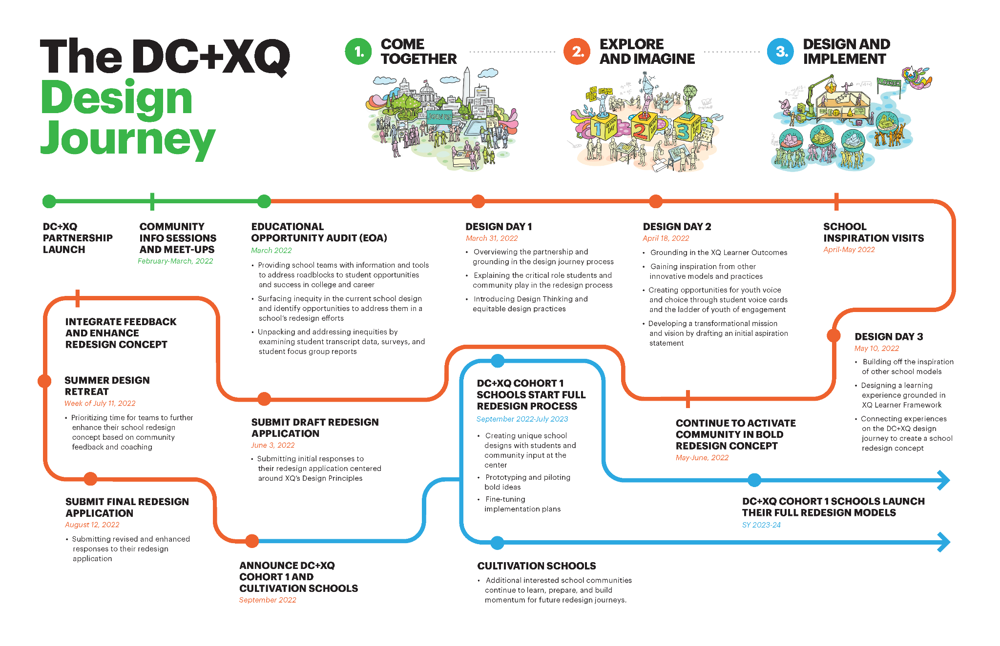 The DC+XQ
Design
Journey
1.
COME
TOGETHER
2.
EXPLORE
AND IMAGINE
3.
DESIGN AND
IMPLEMENT
JOIN US
1
DESIGN
DAY
2
DESIGN
DAY
3
DESIGN
DAY
LAUNCH
DC+XQ
PARTNERSHIP
LAUNCH
COMMUNITY
INFO SESSIONS
AND MEET-UPS
February-March, 2022
EDUCATIONAL
OPPORTUNITY AUDIT (EOA)
March 2022
• Providing school teams with information and tools
to address roadblocks to student opportunities
and success in college and career
• Surfacing inequity in the current school design
and identify opportunities to address them in a
school's redesign efforts
• Unpacking and addressing inequities by
examining student transcript data, surveys, and
student focus group reports
DESIGN DAY 1
March 31, 2022
• Overviewing the partnership and
grounding in the design journey process
• Explaining the critical role students and
community play in the redesign process
• Introducing Design Thinking and
equitable design practices
DESIGN DAY 2
April 18, 2022
• Grounding in the XQ Learner Outcomes
• Gaining inspiration from other
innovative models and practices
• Creating opportunities for youth voice
and choice through student voice cards
and the ladder of youth of engagement
• Developing a transformational mission
and vision by drafting an initial aspiration
statement
SCHOOL
INSPIRATION VISITS
April-May 2022
DESIGN DAY 3
May 10, 2022
• Building off the inspiration
of other school models
• Designing a learning
experience grounded in
XQ Learner Framework
• Connecting experiences
on the DC+XQ design
journey to create a school
redesign concept
CONTINUE TO ACTIVATE
COMMUNITY IN BOLD
REDESIGN CONCEPT
May-June, 2022
SUBMIT DRAFT REDESIGN
APPLICATION
June 3, 2022
• Submitting initial responses to
their redesign application centered
around XQ's Design Principles
INTEGRATE FEEDBACK
AND ENHANCE
REDESIGN CONCEPT
SUMMER DESIGN
RETREAT
Week of July 11, 2022
• Prioritizing time for teams to further
enhance their school redesign
concept based on community
feedback and coaching
SUBMIT FINAL REDESIGN
APPLICATION
August 12, 2022
• Submitting revised and enhanced
responses to their redesign
application
ANNOUNCE DC+XQ
COHORT 1 AND
CULTIVATION SCHOOLS
September 2022
DC+XQ COHORT 1
SCHOOLS START FULL
REDESIGN PROCESS
September 2022-July 2023
• Creating unique school
designs with students and
community input at the
center
• Prototyping and piloting
bold ideas
• Fine-tuning
implementation plans
DC+XQ COHORT 1 SCHOOLS LAUNCH
THEIR FULL REDESIGN MODELS
SY 2023-24
CULTIVATION SCHOOLS
• Additional interested school communities
continue to learn, prepare, and build
momentum for future redesign journeys.